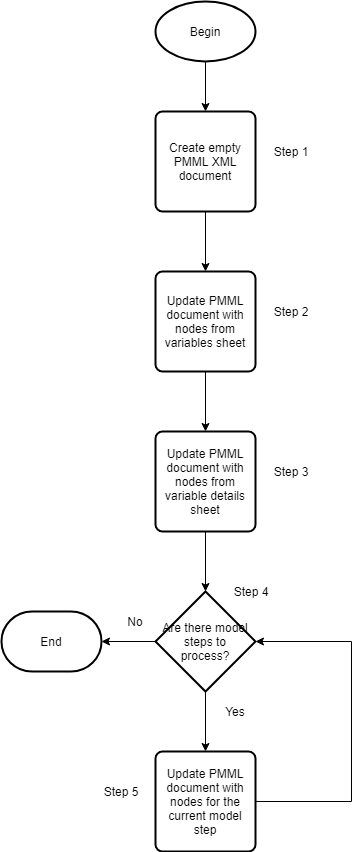 Begin
Create empty
PMML XML
document
Step 1
Update PMML
document with
nodes from
variables sheet
Step 2
Update PMML
document with
nodes from
variable details
sheet
Step 3
Step 4
Are there model
steps to
process?
No
End
Yes
Update PMML
document with
nodes for the
current model
step
Step 5